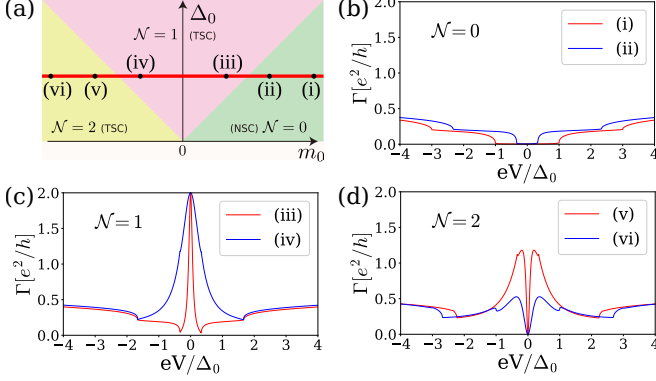 (a)
Δ₀
𝒩 = 1 (TSC)
(iv)
(iii)
(vi)
(v)
(ii)
(i)
𝒩 = 2 (TSC)
(NSC) 𝒩 = 0
0
m₀
(b)
𝒩=0
(i)
(ii)
Γ[e²/h]
2.0
1.5
1.0
0.5
0.0
−4 −3 −2 −1 0 1 2 3 4
eV/Δ₀
(c)
𝒩=1
(iii)
(iv)
Γ[e²/h]
2.0
1.5
1.0
0.5
0.0
−4 −3 −2 −1 0 1 2 3 4
eV/Δ₀
(d)
𝒩=2
(v)
(vi)
Γ[e²/h]
2.0
1.5
1.0
0.5
0.0
−4 −3 −2 −1 0 1 2 3 4
eV/Δ₀